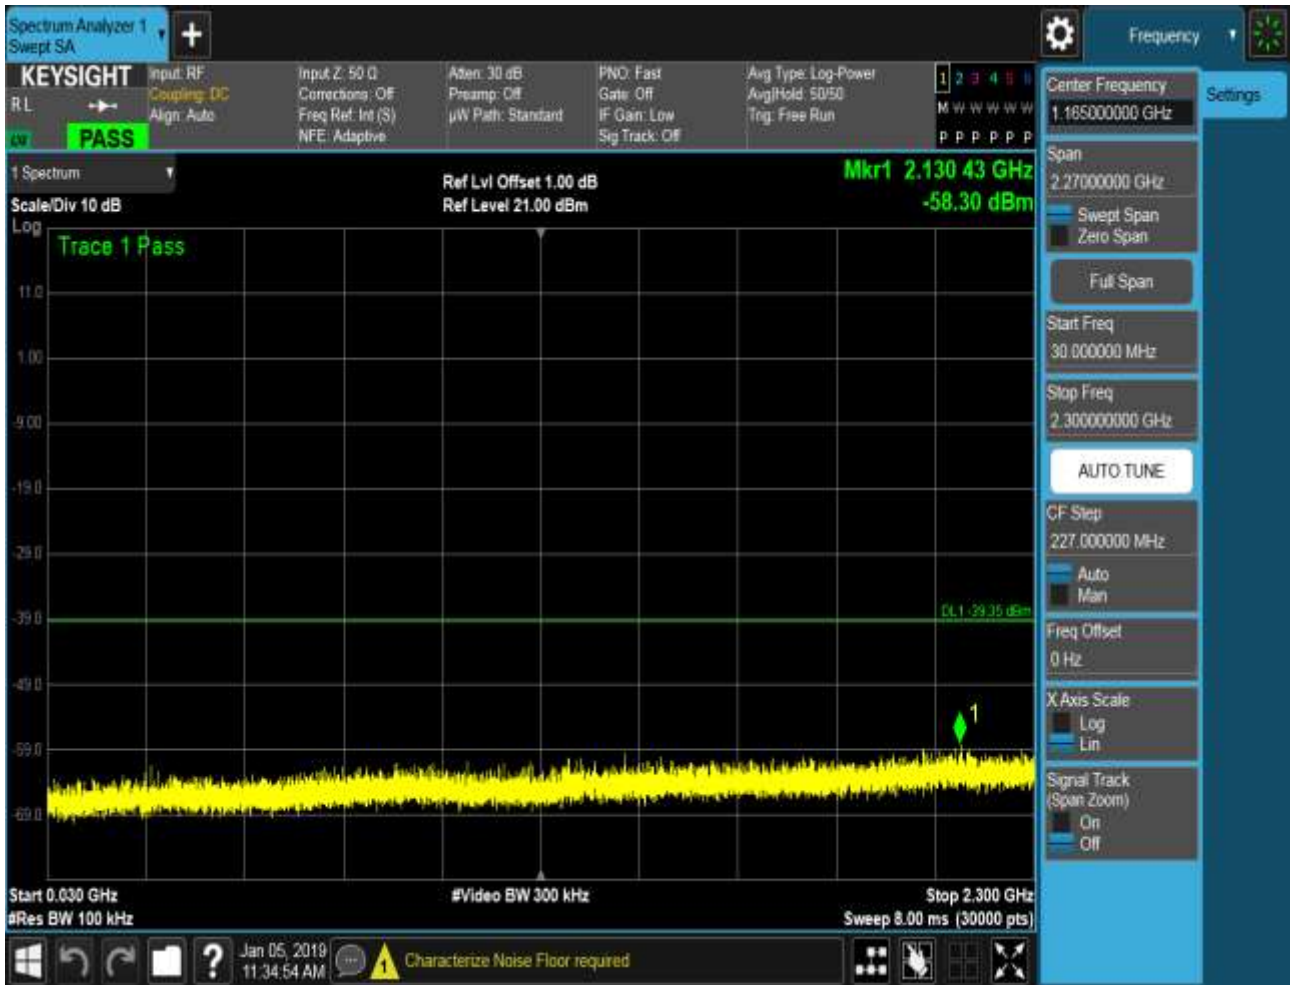 Spectrum Analyzer 1
Swept SA
Frequency
KEYSIGHT
Input: RF
Input Z: 50 Ω
Atten: 30 dB
PNO: Fast
Avg Type: Log-Power
1 2 3 4 5 6
RL
Coupling: DC
Corrections: Off
Preamp: Off
Gate: Off
Avg|Hold: 50/50
M W W W W W
Align: Auto
Freq Ref: Int (S)
µW Path: Standard
IF Gain: Low
Trig: Free Run
PASS
NFE: Adaptive
Sig Track: Off
P P P P P P
1 Spectrum
Ref Lvl Offset 1.00 dB
Mkr1 2.130 43 GHz
Scale/Div 10 dB
Ref Level 21.00 dBm
-58.30 dBm
Log
Trace 1 Pass
11.0
1.00
-9.00
-19.0
-29.0
-39.0
DL1 -39.35 dBm
-49.0
1
-59.0
-69.0
Start 0.030 GHz
#Video BW 300 kHz
Stop 2.300 GHz
#Res BW 100 kHz
Sweep 8.00 ms (30000 pts)
Center Frequency
1.165000000 GHz
Settings
Span
2.27000000 GHz
Swept Span
Zero Span
Full Span
Start Freq
30.000000 MHz
Stop Freq
2.300000000 GHz
AUTO TUNE
CF Step
227.000000 MHz
Auto
Man
Freq Offset
0 Hz
X Axis Scale
Log
Lin
Signal Track
(Span Zoom)
On
Off
?
Jan 05, 2019
11:34:54 AM
1
Characterize Noise Floor required